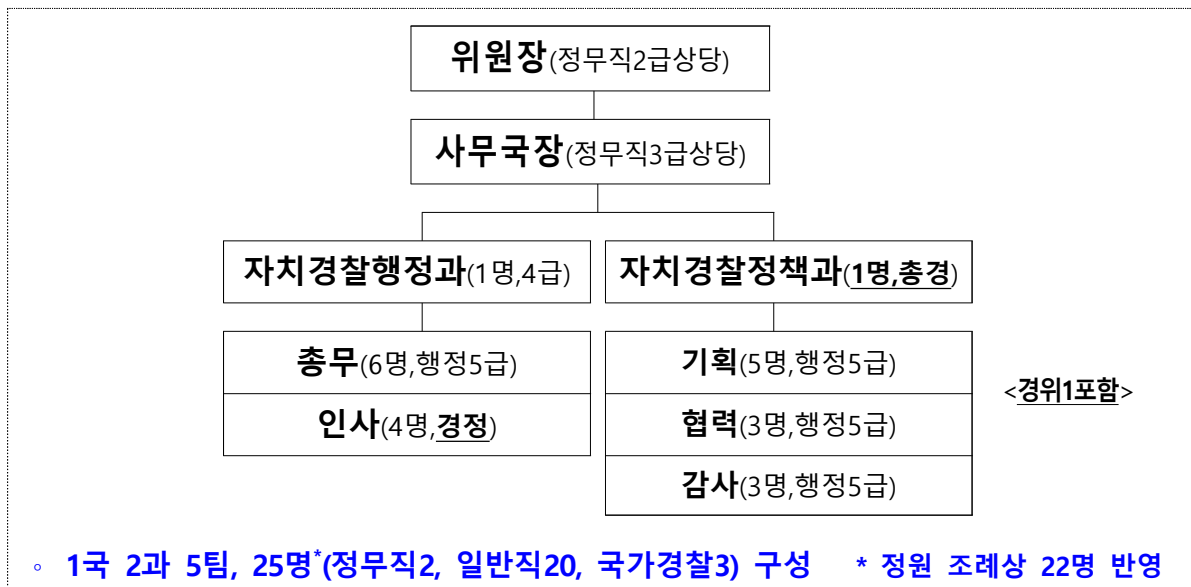 위원장(정무직2급상당)
사무국장(정무직3급상당)
자치경찰행정과(1명,4급) 자치경찰정책과(1명,총경)
총무(6명,행정5급) 기획(5명,행정5급)
<경위1포함>
인사(4명,경정) 협력(3명,행정5급)
감사(3명,행정5급)
◦ 1국 2과 5팀, 25명*(정무직2, 일반직20, 국가경찰3) 구성 * 정원 조례상 22명 반영